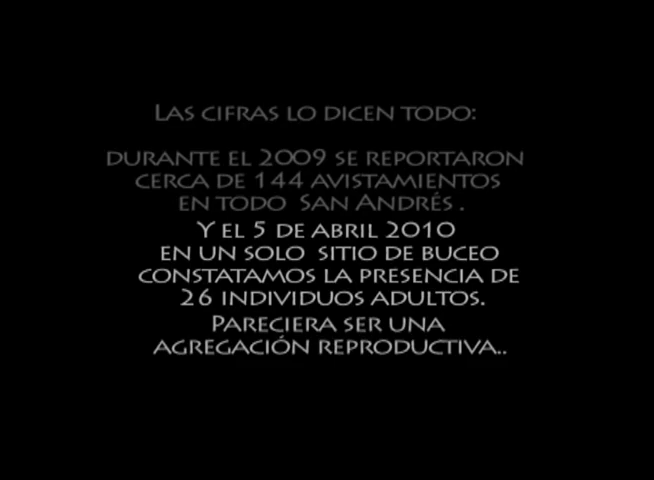 Las cifras lo dicen todo:
durante el 2009 se reportaron
cerca de 144 avistamientos
en todo San Andrés .
Y el 5 de abril 2010
en un solo sitio de buceo
constatamos la presencia de
26 individuos adultos.
Pareciera ser una
agregación reproductiva..